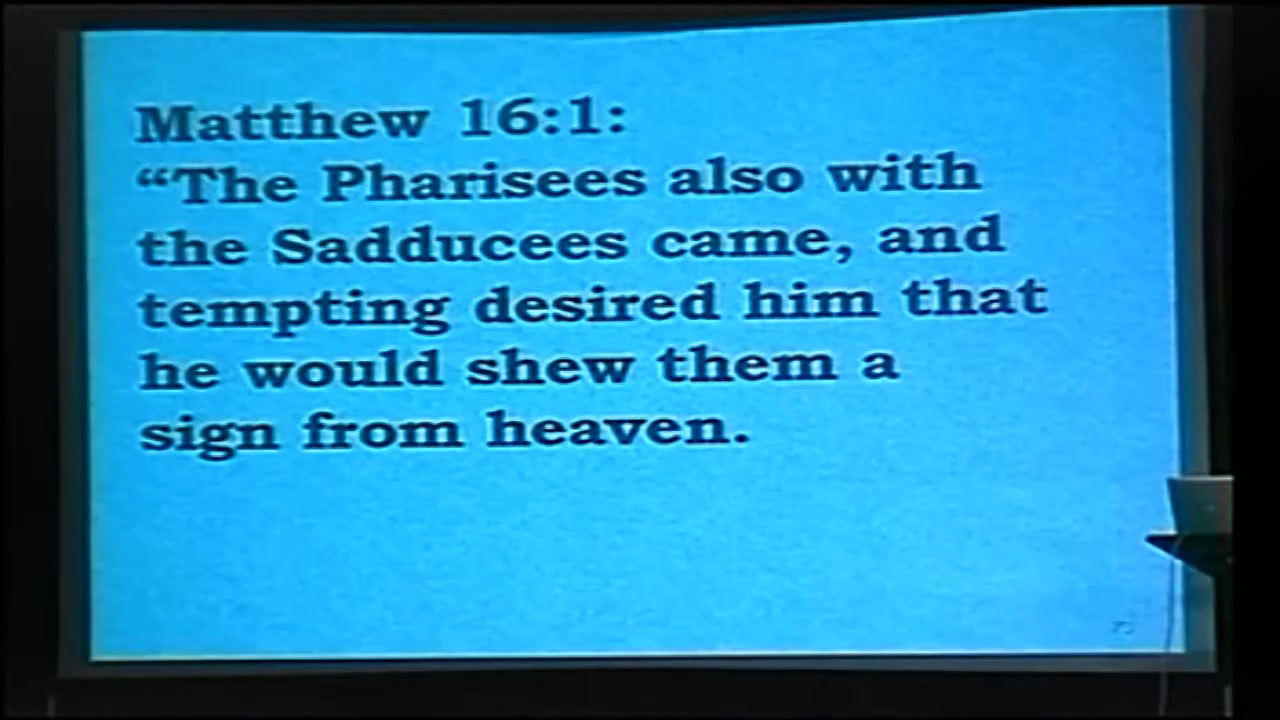 Matthew 16:1:
“The Pharisees also with
the Sadducees came, and
tempting desired him that
he would shew them a
sign from heaven.